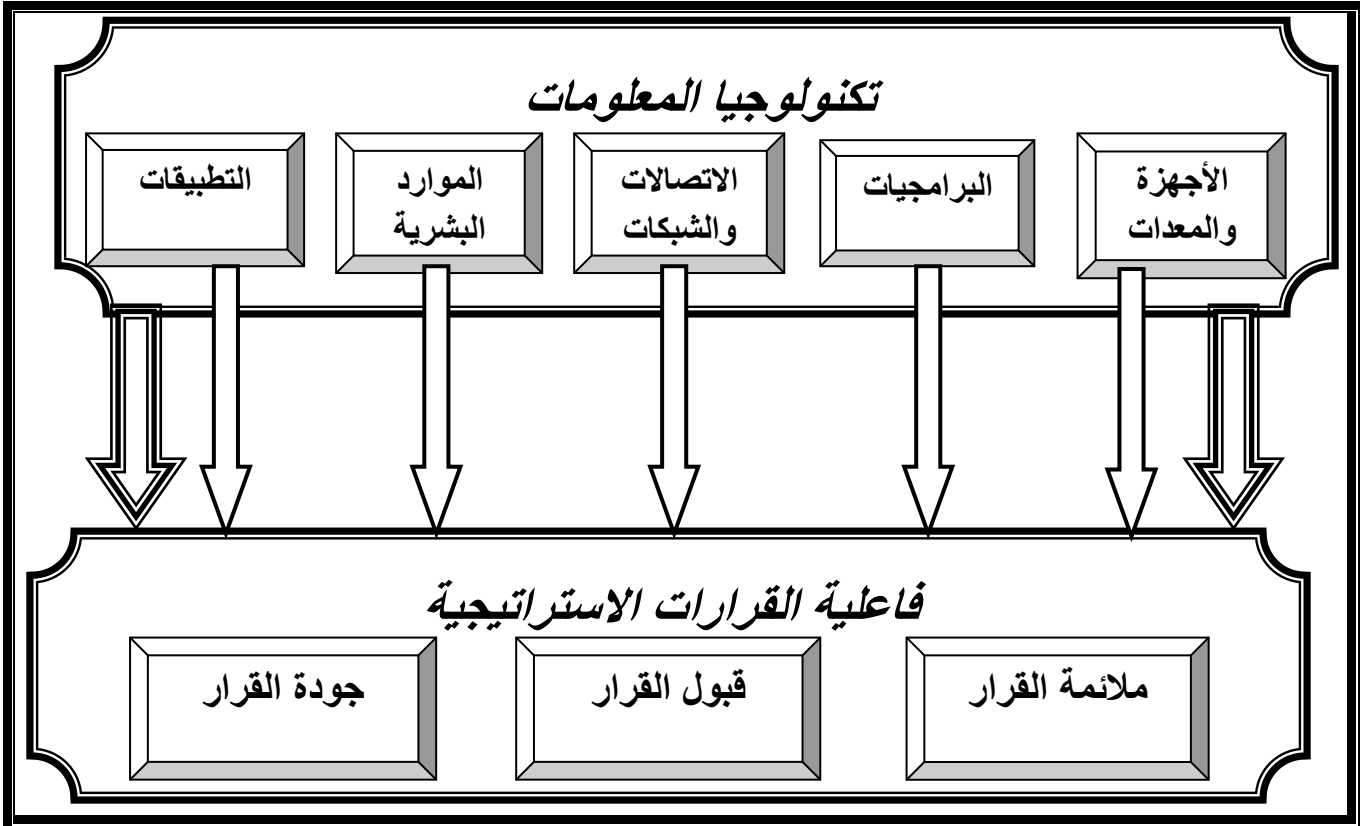 تكنولوجيا المعلومات
الأجهزة
والمعدات
البرامجيات
الاتصالات
والشبكات
الموارد
البشرية
التطبيقات
فاعلية القرارات الاستراتيجية
ملائمة القرار
قبول القرار
جودة القرار